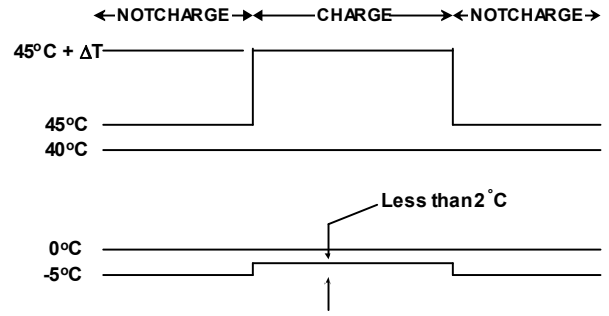 NOTCHARGE CHARGE NOTCHARGE
45°C + ΔT
45°C
40°C
Less than 2°C
0°C
-5°C